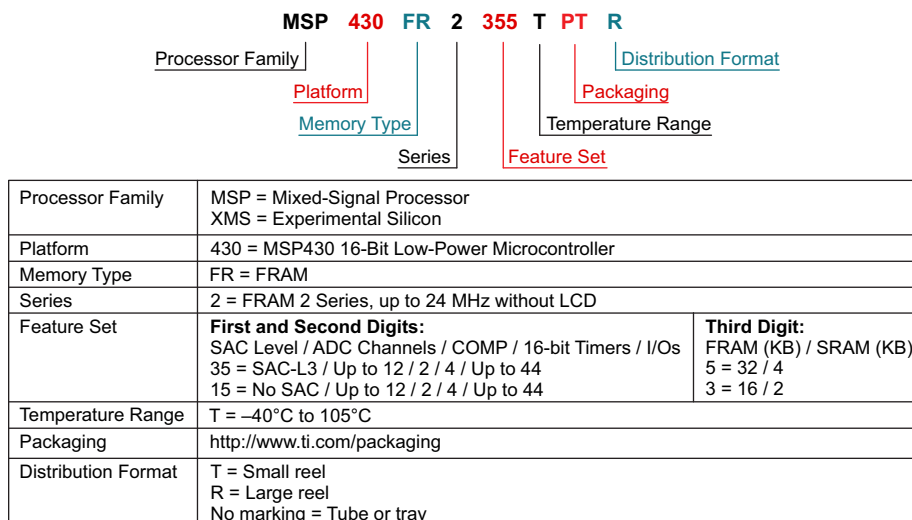 MSP 430 FR 2 355 T PT R
Processor Family
Distribution Format
Platform
Packaging
Memory Type
Temperature Range
Series
Feature Set
Processor Family
MSP = Mixed-Signal Processor
XMS = Experimental Silicon
Platform
430 = MSP430 16-Bit Low-Power Microcontroller
Memory Type
FR = FRAM
Series
2 = FRAM 2 Series, up to 24 MHz without LCD
Feature Set
First and Second Digits:
SAC Level / ADC Channels / COMP / 16-bit Timers / I/Os
35 = SAC-L3 / Up to 12 / 2 / 4 / Up to 44
15 = No SAC / Up to 12 / 2 / 4 / Up to 44
Third Digit:
FRAM (KB) / SRAM (KB)
5 = 32 / 4
3 = 16 / 2
Temperature Range
T = –40°C to 105°C
Packaging
http://www.ti.com/packaging
Distribution Format
T = Small reel
R = Large reel
No marking = Tube or tray